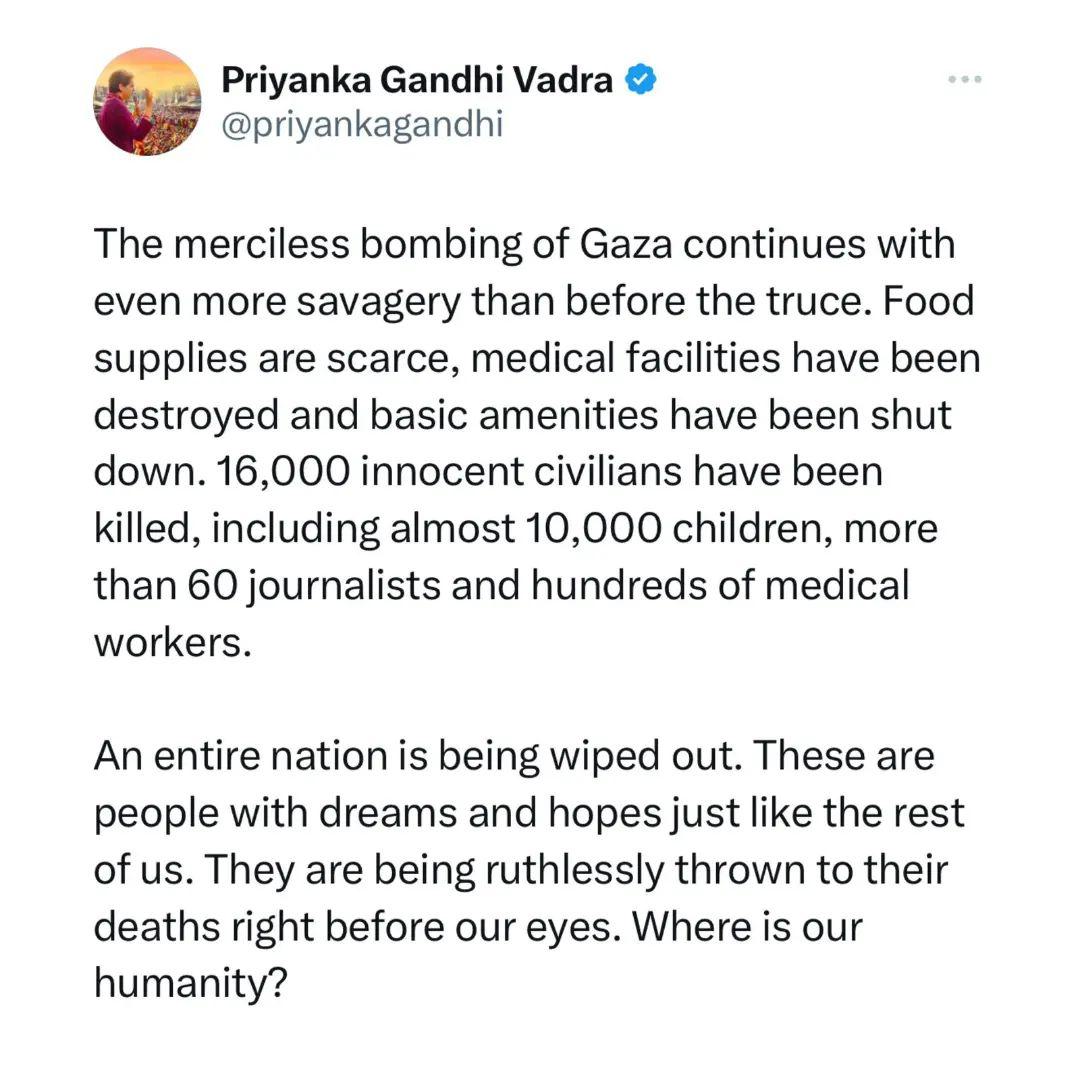 Priyanka Gandhi Vadra
@priyankagandhi
The merciless bombing of Gaza continues with
even more savagery than before the truce. Food
supplies are scarce, medical facilities have been
destroyed and basic amenities have been shut
down. 16,000 innocent civilians have been
killed, including almost 10,000 children, more
than 60 journalists and hundreds of medical
workers.
An entire nation is being wiped out. These are
people with dreams and hopes just like the rest
of us. They are being ruthlessly thrown to their
deaths right before our eyes. Where is our
humanity?